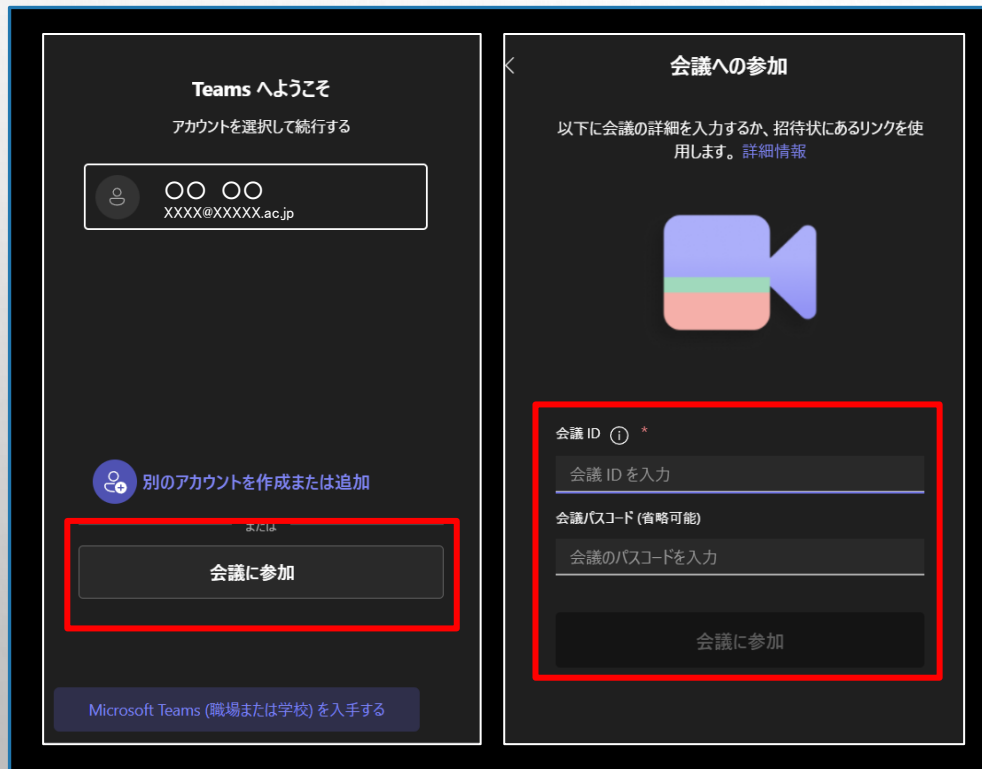 Teams へようこそ
アカウントを選択して続行する
〇〇 〇〇
XXXX@XXXXX.ac.jp
別のアカウントを作成または追加
または
会議に参加
Microsoft Teams (職場または学校) を入手する
会議への参加
以下に会議の詳細を入力するか、招待状にあるリンクを使
用します。詳細情報
会議 ID *
会議 ID を入力
会議パスコード (省略可能)
会議のパスコードを入力
会議に参加